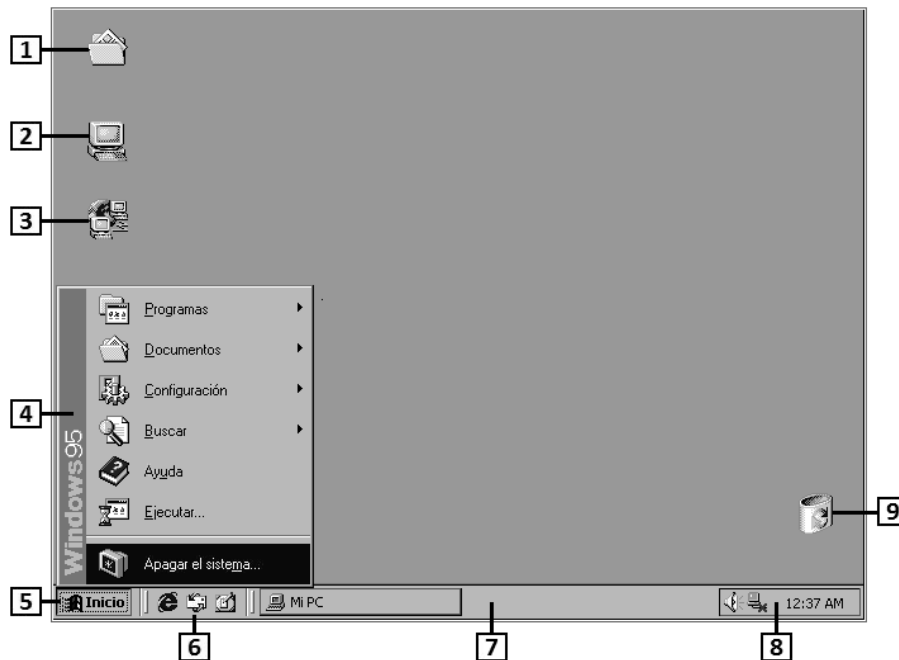 1
2
3
Programas
Documentos
Configuración
Buscar
Ayuda
Ejecutar...
Apagar el sistema...
Windows95
4
9
5
Inicio
Mi PC
12:37 AM
6
7
8